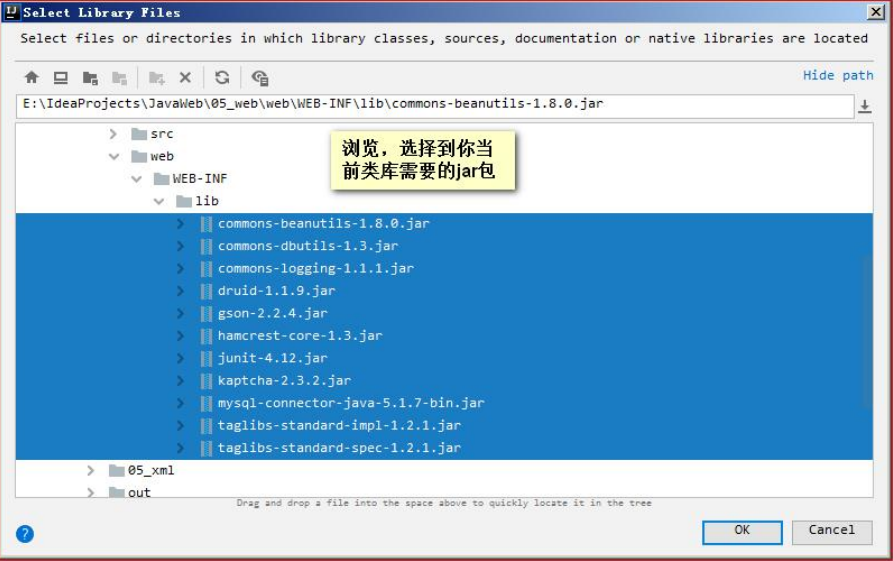 Select Library Files
Select files or directories in which library classes, sources, documentation or native libraries are located
Hide path
E:\IdeaProjects\JavaWeb\05_web\web\WEB-INF\lib\commons-beanutils-1.8.0.jar
src
web
浏览，选择到你当
前类库需要的jar包
WEB-INF
lib
commons-beanutils-1.8.0.jar
commons-dbutils-1.3.jar
commons-logging-1.1.1.jar
druid-1.1.9.jar
gson-2.2.4.jar
hamcrest-core-1.3.jar
junit-4.12.jar
kaptcha-2.3.2.jar
mysql-connector-java-5.1.7-bin.jar
taglibs-standard-impl-1.2.1.jar
taglibs-standard-spec-1.2.1.jar
05_xml
out
Drag and drop a file into the space above to quickly locate it in the tree
OK
Cancel